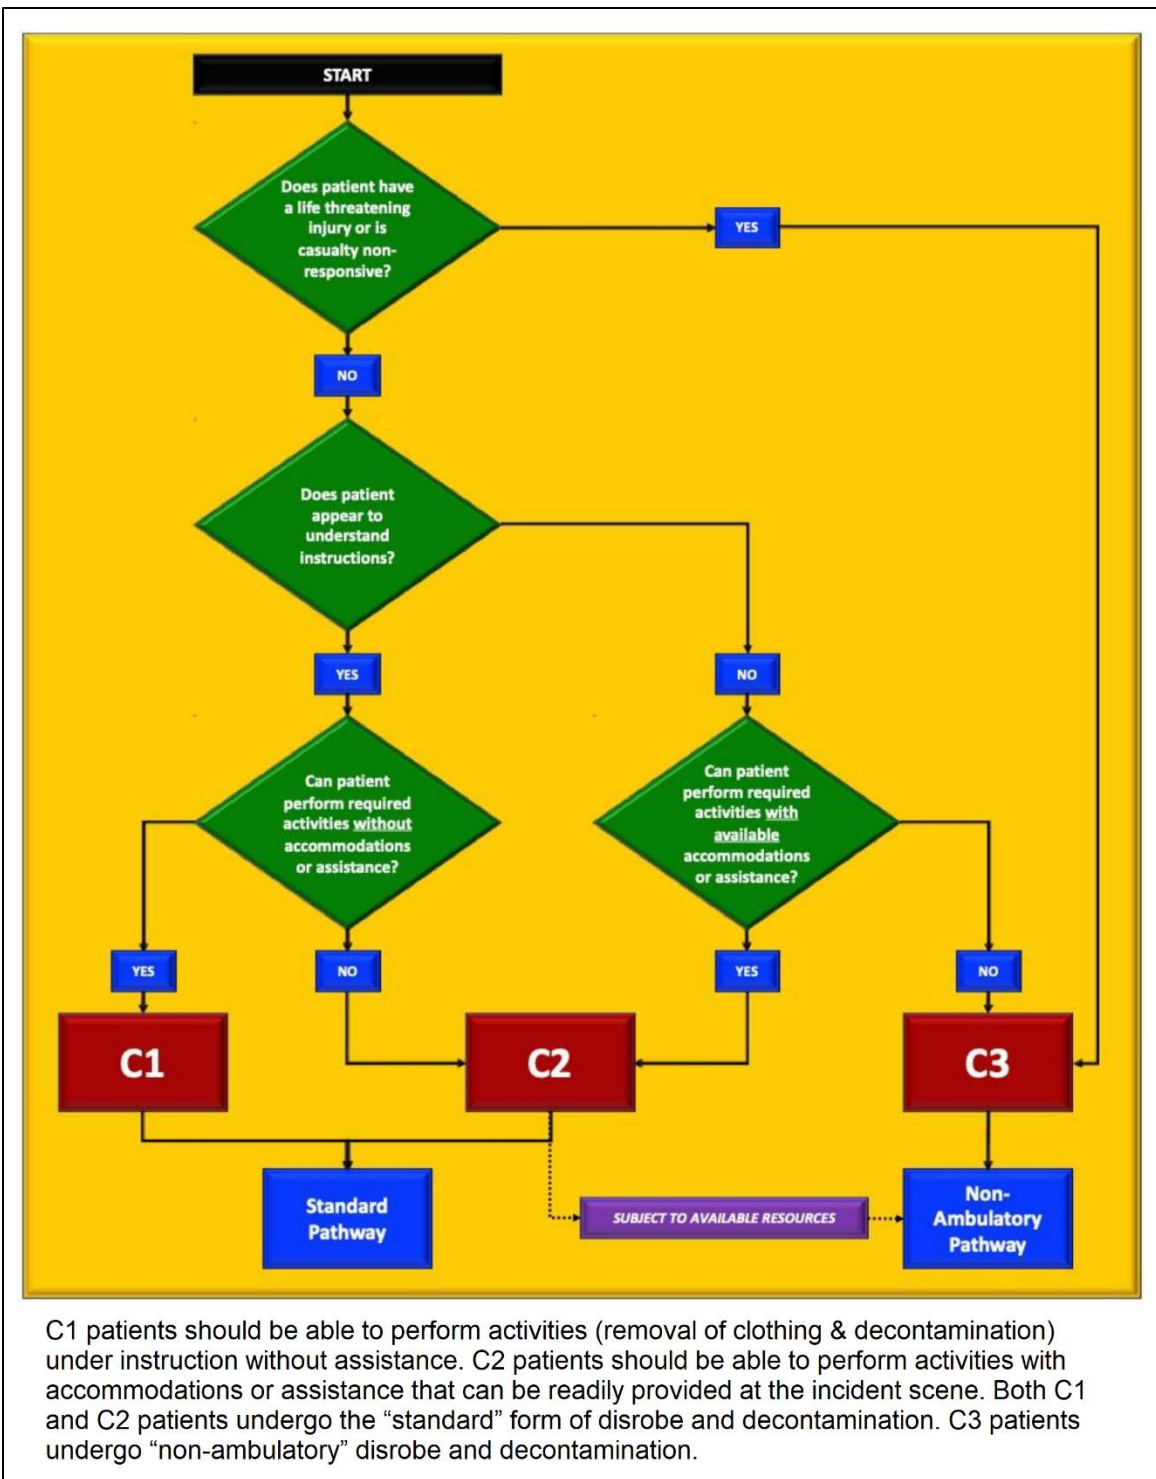 START
Does patient have
a life threatening
injury or is
casualty non-
responsive?
YES
NO
Does patient
appear to
understand
instructions?
YES
NO
Can patient
perform required
activities without
accommodations
or assistance?
Can patient
perform required
activities with
available
accommodations
or assistance?
YES
NO
YES
NO
C1
C2
C3
Standard
Pathway
SUBJECT TO AVAILABLE RESOURCES
Non-
Ambulatory
Pathway
C1 patients should be able to perform activities (removal of clothing & decontamination)
under instruction without assistance. C2 patients should be able to perform activities with
accommodations or assistance that can be readily provided at the incident scene. Both C1
and C2 patients undergo the “standard” form of disrobe and decontamination. C3 patients
undergo “non-ambulatory” disrobe and decontamination.